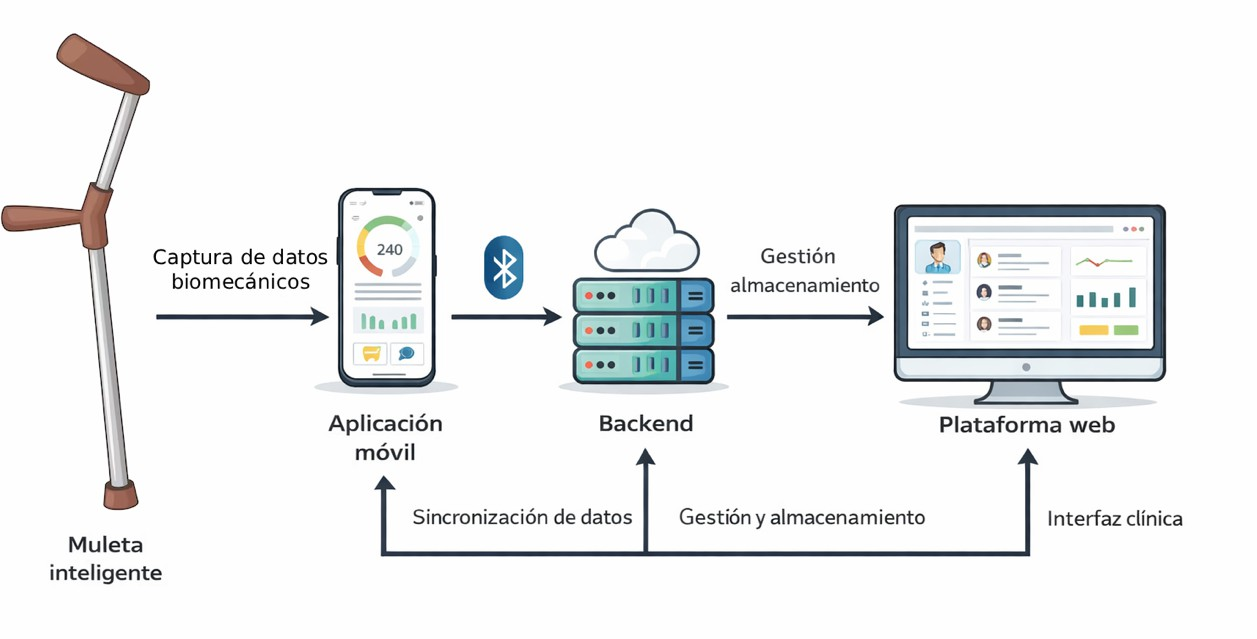 240
Captura de datos
biomecánicos
Gestión
almacenamiento
Aplicación
móvil
Backend
Plataforma web
Sincronización de datos
Gestión y almacenamiento
Interfaz clínica
Muleta
inteligente